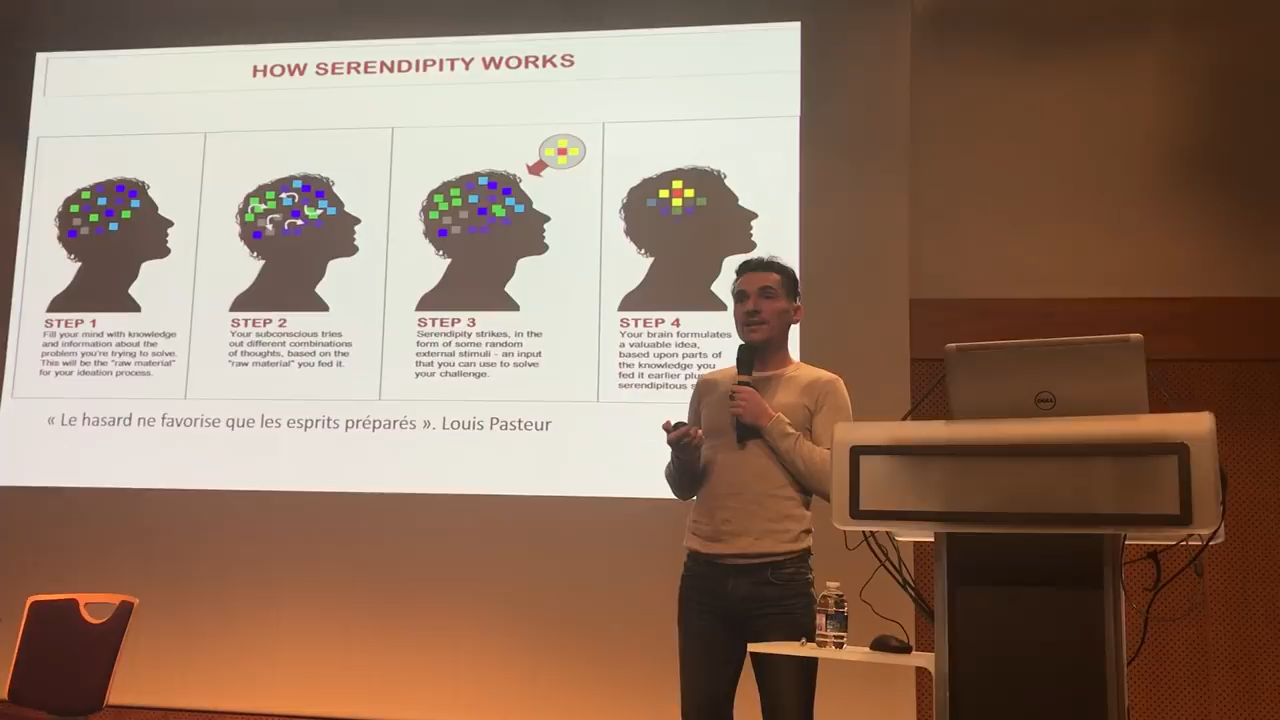 HOW SERENDIPITY WORKS
STEP 1
Fill your mind with knowledge
and information about the
problem you're trying to solve.
This will be the "raw material"
for your ideation process.
STEP 2
Your subconscious tries
out different combinations
of thoughts, based on the
"raw material" you fed it.
STEP 3
Serendipity strikes, in the
form of some random
external stimuli - an input
that you can use to solve
your challenge.
STEP 4
Your brain formulates
a valuable idea,
based upon parts of
the knowledge you
fed it earlier
serendipitous
« Le hasard ne favorise que les esprits préparés ». Louis Pasteur
DELL